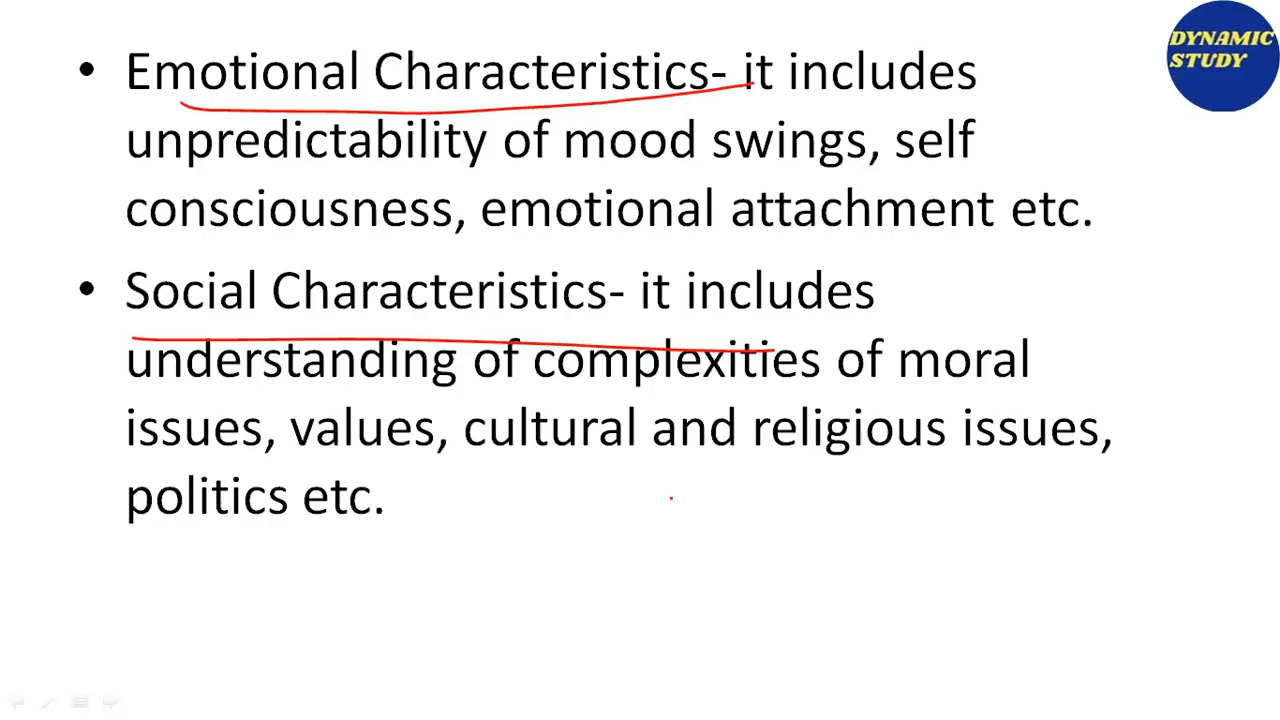 DYNAMIC
STUDY
• Emotional Characteristics- it includes
unpredictability of mood swings, self
consciousness, emotional attachment etc.
• Social Characteristics- it includes
understanding of complexities of moral
issues, values, cultural and religious issues,
politics etc.